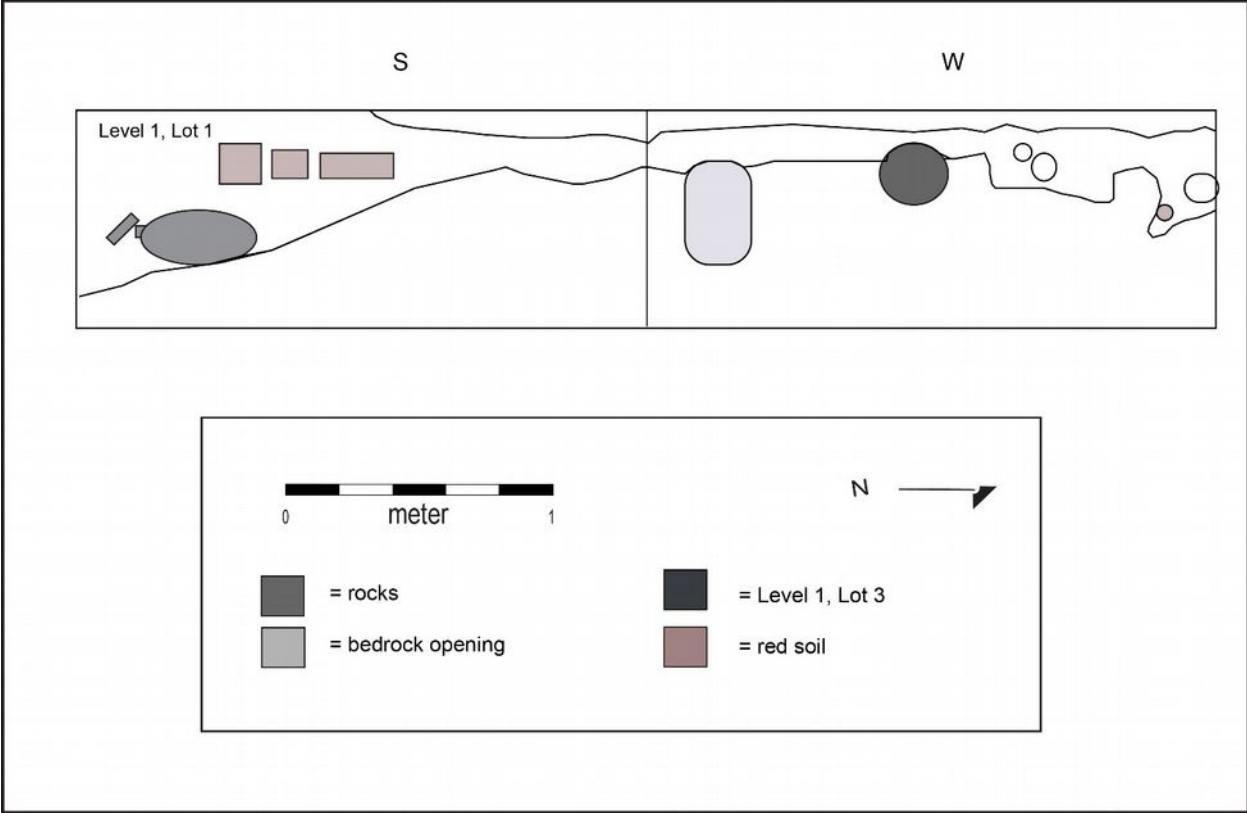 S
W
Level 1, Lot 1
N
0
meter
1
= rocks
= Level 1, Lot 3
= bedrock opening
= red soil